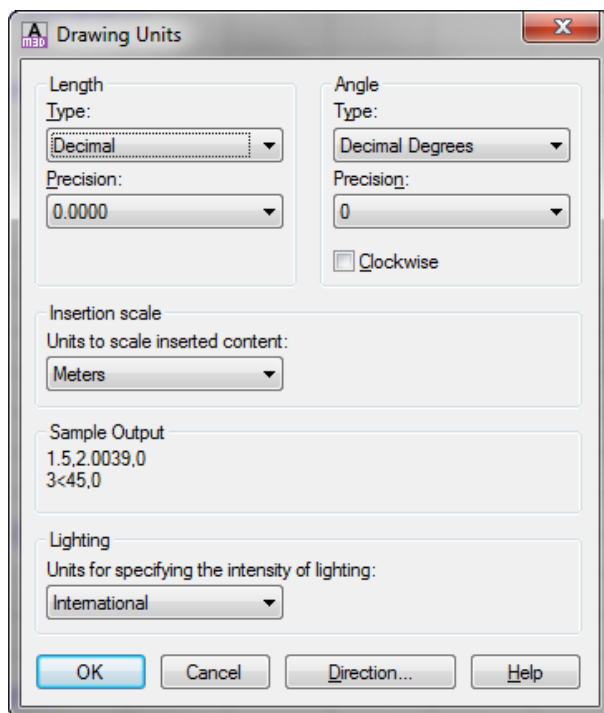 A
M3D
Drawing Units
Length
Type:
Decimal
Precision:
0.0000
Angle
Type:
Decimal Degrees
Precision:
0
Clockwise
Insertion scale
Units to scale inserted content:
Meters
Sample Output
1.5,2.0039,0
3<45,0
Lighting
Units for specifying the intensity of lighting:
International
OK
Cancel
Direction...
Help